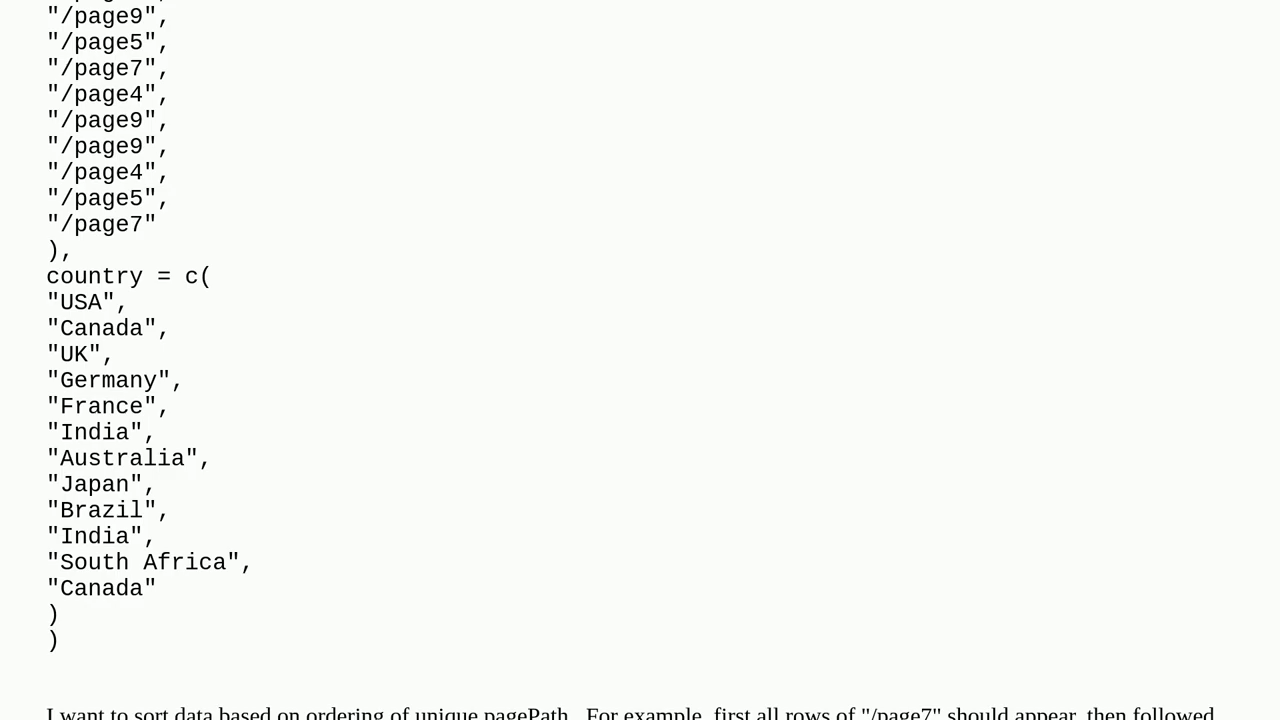 "/page9",
"/page5",
"/page7",
"/page4",
"/page9",
"/page9",
"/page4",
"/page5",
"/page7"
),
country = c(
"USA",
"Canada",
"UK",
"Germany",
"France",
"India",
"Australia",
"Japan",
"Brazil",
"India",
"South Africa",
"Canada"
)
)
I want to sort data based on ordering of unique pagePath. For example, first all rows of "/page7" should appear, then followed